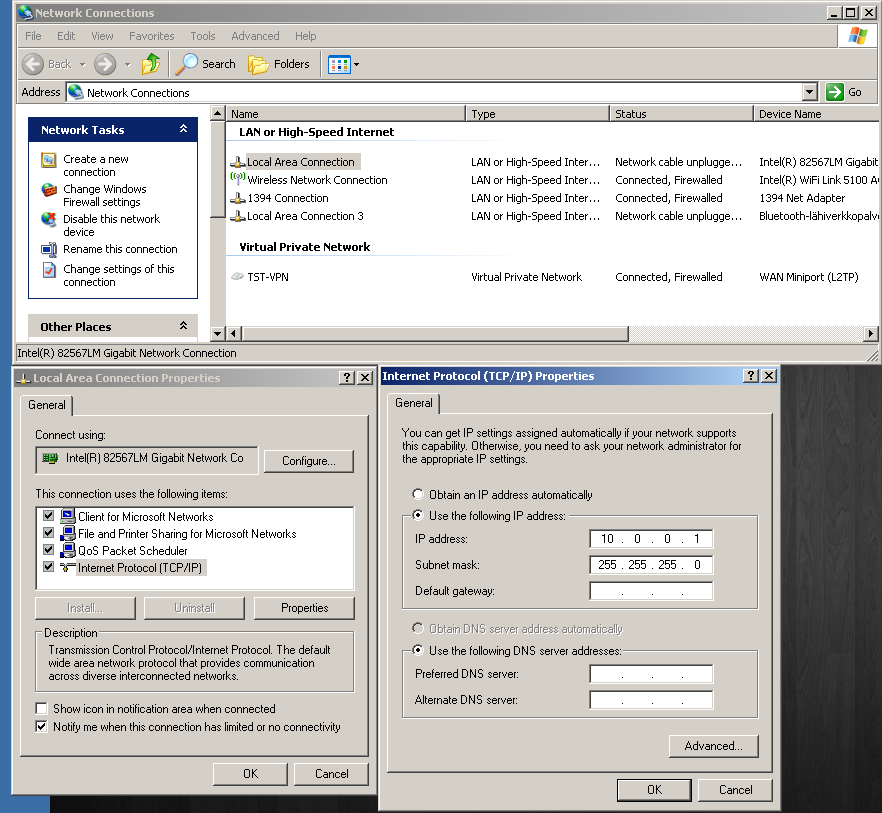 Network Connections
File Edit View Favorites Tools Advanced Help
Back Search Folders
Address Network Connections Go
Network Tasks
Create a new
connection
Change Windows
Firewall settings
Disable this network
device
Rename this connection
Change settings of this
connection
Other Places
Name Type Status Device Name
LAN or High-Speed Internet
Local Area Connection LAN or High-Speed Inter... Network cable unplugge... Intel(R) 82567LM Gigabit
Wireless Network Connection LAN or High-Speed Inter... Connected, Firewalled Intel(R) WiFi Link 5100 A
1394 Connection LAN or High-Speed Inter... Connected, Firewalled 1394 Net Adapter
Local Area Connection 3 LAN or High-Speed Inter... Network cable unplugge... Bluetooth-lähiverkkopalv
Virtual Private Network
TST-VPN Virtual Private Network Connected, Firewalled WAN Miniport (L2TP)
Intel(R) 82567LM Gigabit Network Connection
Local Area Connection Properties
General
Connect using:
Intel(R) 82567LM Gigabit Network Co
Configure...
This connection uses the following items:
Client for Microsoft Networks
File and Printer Sharing for Microsoft Networks
QoS Packet Scheduler
Internet Protocol (TCP/IP)
Install... Uninstall Properties
Description
Transmission Control Protocol/Internet Protocol. The default
wide area network protocol that provides communication
across diverse interconnected networks.
Show icon in notification area when connected
Notify me when this connection has limited or no connectivity
OK Cancel
Internet Protocol (TCP/IP) Properties
General
You can get IP settings assigned automatically if your network supports
this capability. Otherwise, you need to ask your network administrator for
the appropriate IP settings.
Obtain an IP address automatically
Use the following IP address:
IP address: 10 . 0 . 0 . 1
Subnet mask: 255 . 255 . 255 . 0
Default gateway: . . .
Obtain DNS server address automatically
Use the following DNS server addresses:
Preferred DNS server: . . .
Alternate DNS server: . . .
Advanced...
OK Cancel